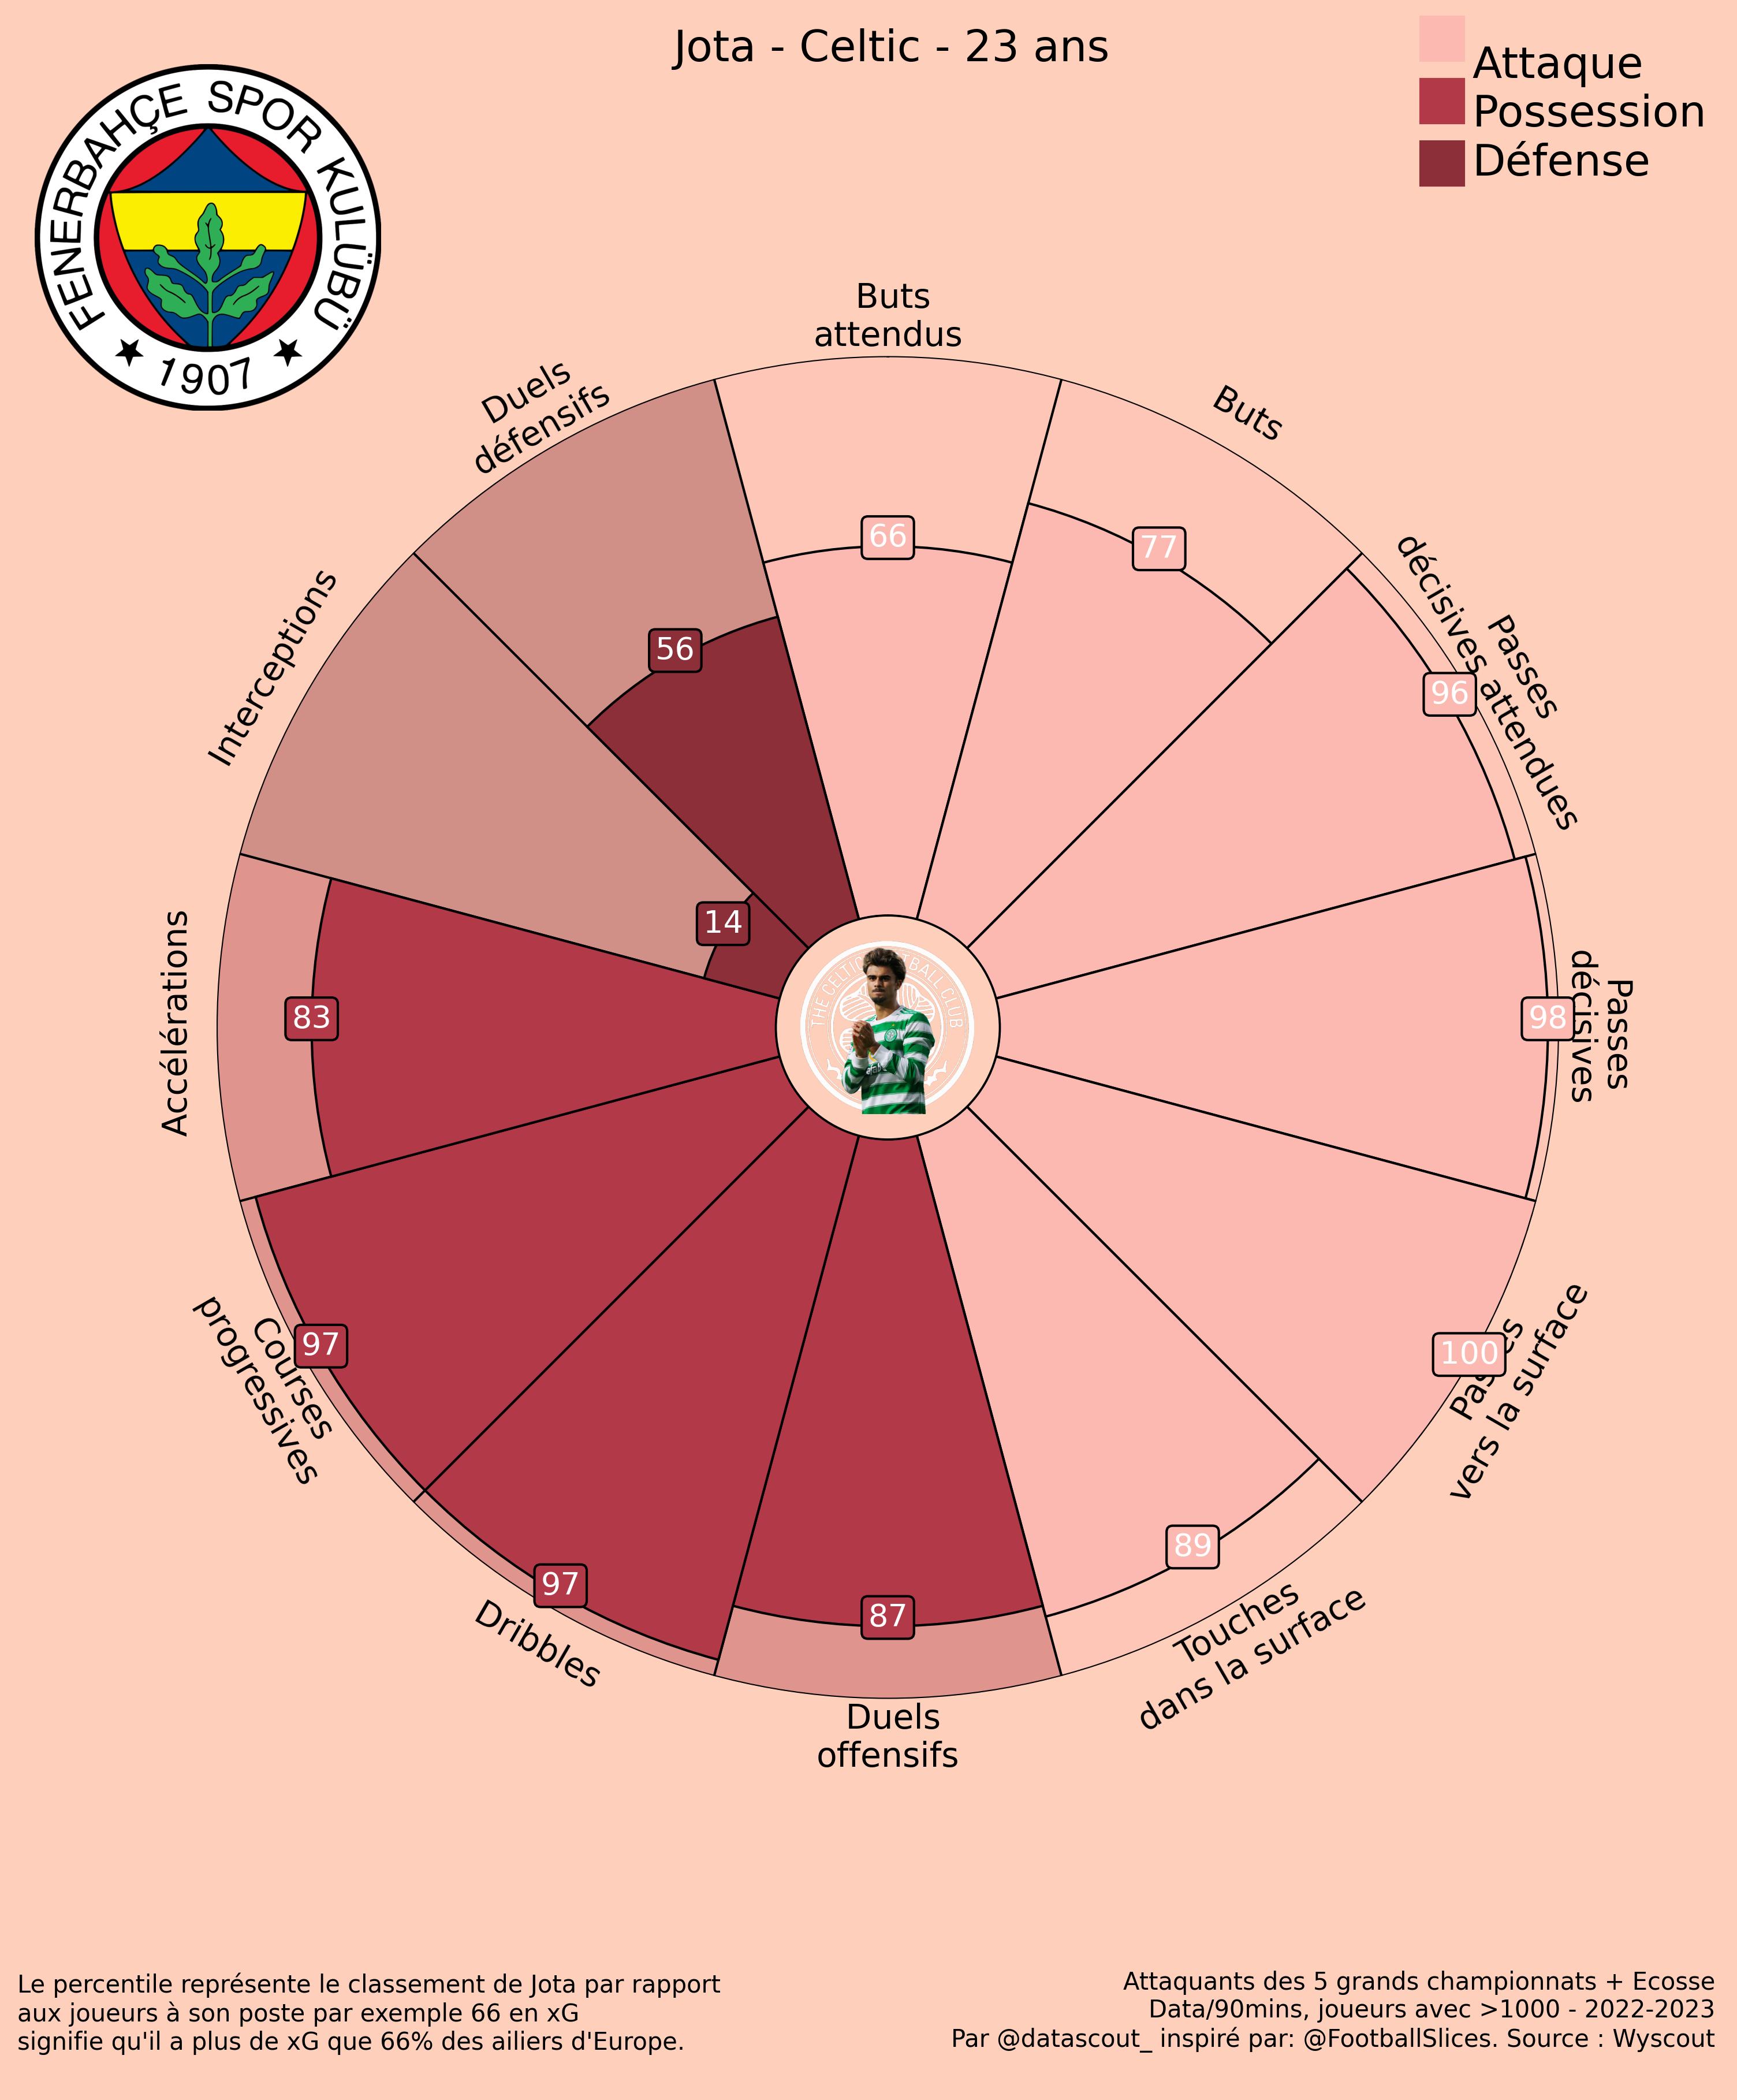 Jota - Celtic - 23 ans
Attaque
Possession
Défense
FENERBAHÇE SPOR KULÜBÜ
1907
Buts
attendus
66
Buts
77
Passes
décisives attendues
96
Passes
décisives
98
vers la surface
100
Touches
dans la surface
89
Duels
offensifs
87
Dribbles
97
Courses
progressives
97
Accélérations
83
Interceptions
14
Duels
défensifs
56
THE CELTIC FOOTBALL CLUB
Le percentile représente le classement de Jota par rapport
aux joueurs à son poste par exemple 66 en xG
signifie qu'il a plus de xG que 66% des ailiers d'Europe.
Attaquants des 5 grands championnats + Ecosse
Data/90mins, joueurs avec >1000 - 2022-2023
Par @datascout_ inspiré par: @FootballSlices. Source : Wyscout